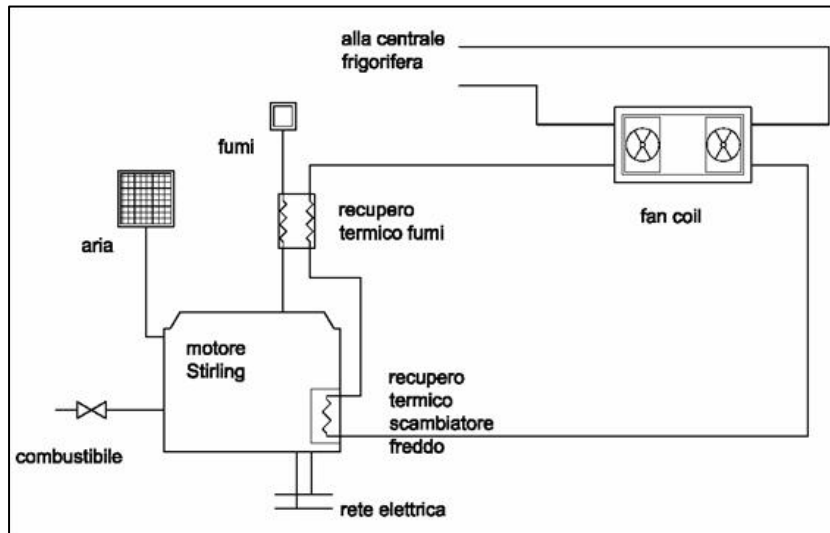 alla centrale
frigorifera
fumi
recupero
termico fumi
fan coil
aria
motore
Stirling
recupero
termico
scambiatore
freddo
combustibile
rete elettrica